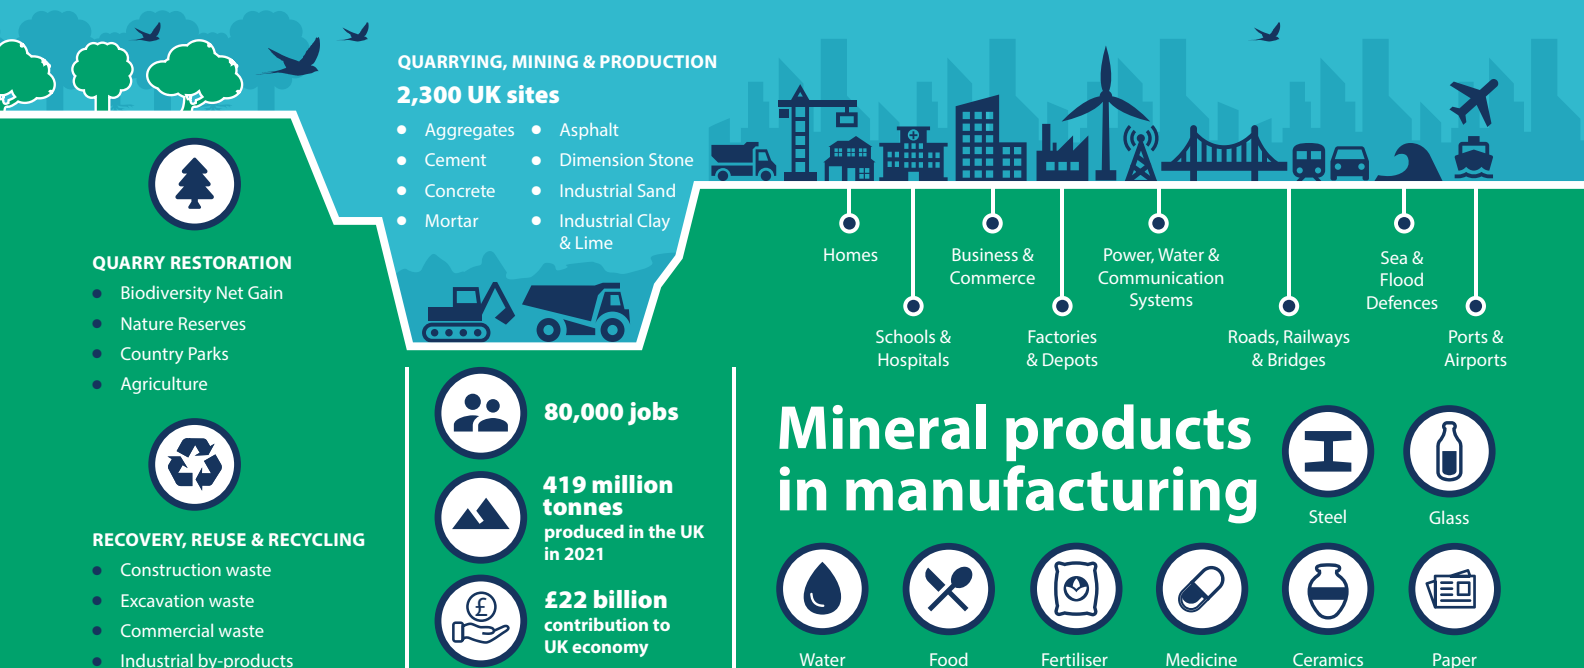 QUARRYING, MINING & PRODUCTION
2,300 UK sites
Aggregates
Cement
Concrete
Mortar
Asphalt
Dimension Stone
Industrial Sand
Industrial Clay
& Lime
QUARRY RESTORATION
Biodiversity Net Gain
Nature Reserves
Country Parks
Agriculture
RECOVERY, REUSE & RECYCLING
Construction waste
Excavation waste
Commercial waste
Industrial by-products
80,000 jobs
419 million
tonnes
produced in the UK
in 2021
£
£22 billion
contribution to
UK economy
Homes
Schools &
Hospitals
Business &
Commerce
Factories
& Depots
Power, Water &
Communication
Systems
Roads, Railways
& Bridges
Sea &
Flood
Defences
Ports &
Airports
Mineral products
in manufacturing
Steel
Glass
Water
Food
Fertiliser
Medicine
Ceramics
Paper